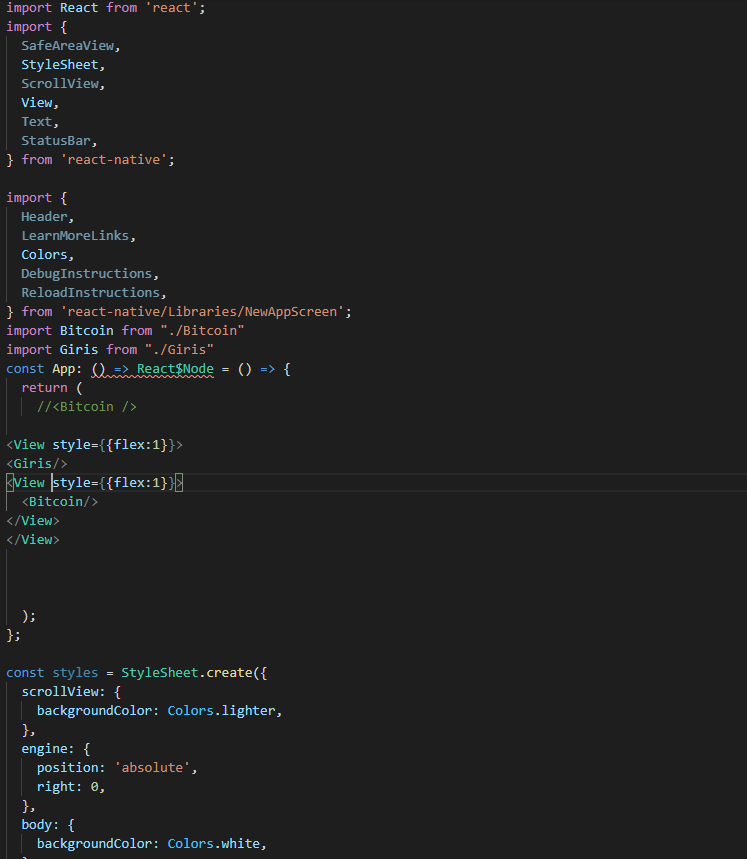 import React from 'react';
import {
  SafeAreaView,
  StyleSheet,
  ScrollView,
  View,
  Text,
  StatusBar,
} from 'react-native';

import {
  Header,
  LearnMoreLinks,
  Colors,
  DebugInstructions,
  ReloadInstructions,
} from 'react-native/Libraries/NewAppScreen';
import Bitcoin from "./Bitcoin"
import Giris from "./Giris"
const App: () => React$Node = () => {
  return (
    //<Bitcoin />

<View style={{flex:1}}>
<Giris/>
<View style={{flex:1}}>
  <Bitcoin/>
</View>
</View>



  );
};

const styles = StyleSheet.create({
  scrollView: {
    backgroundColor: Colors.lighter,
  },
  engine: {
    position: 'absolute',
    right: 0,
  },
  body: {
    backgroundColor: Colors.white,